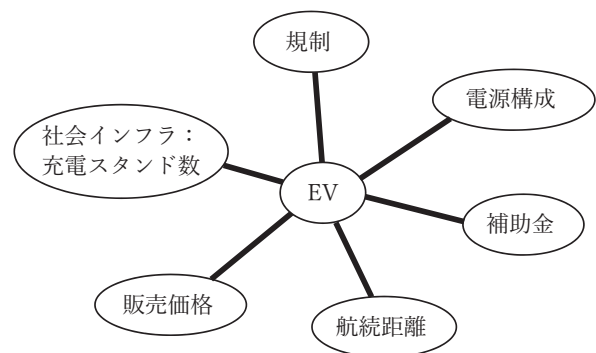 規制
電源構成
社会インフラ：
充電スタンド数
EV
補助金
販売価格
航続距離